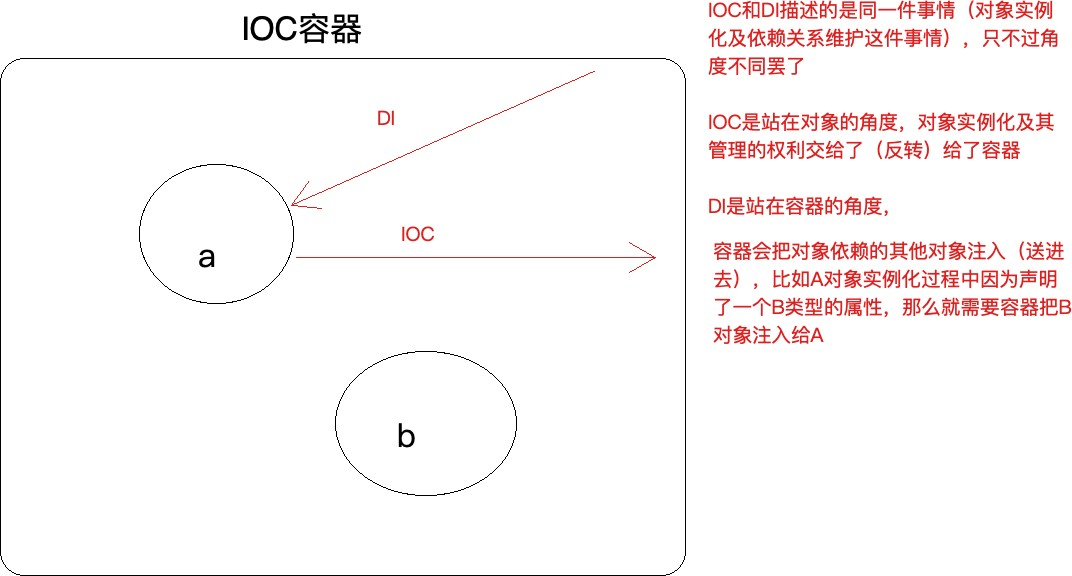 IOC容器
DI
IOC
a
b
IOC和DI描述的是同一件事情（对象实例
化及依赖关系维护这件事情），只不过角
度不同罢了
IOC是站在对象的角度，对象实例化及其
管理的权利交给了（反转）给了容器
DI是站在容器的角度，
容器会把对象依赖的其他对象注入（送进
去），比如A对象实例化过程中因为声明
了一个B类型的属性，那么就需要容器把B
对象注入给A